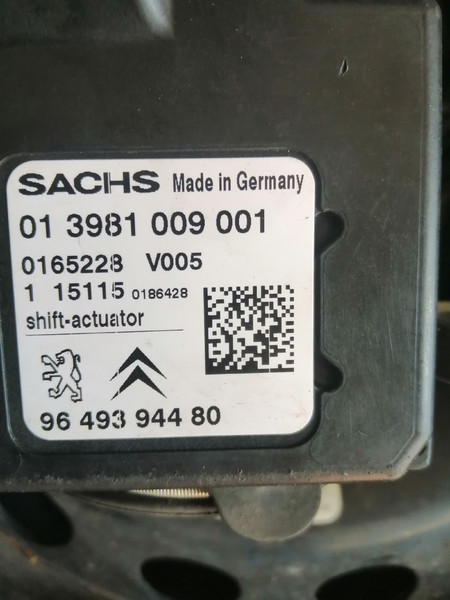 SACHS Made in Germany
01 3981 009 001
0165228 V005
1 15115 0186428
shift-actuator
96 493 944 80